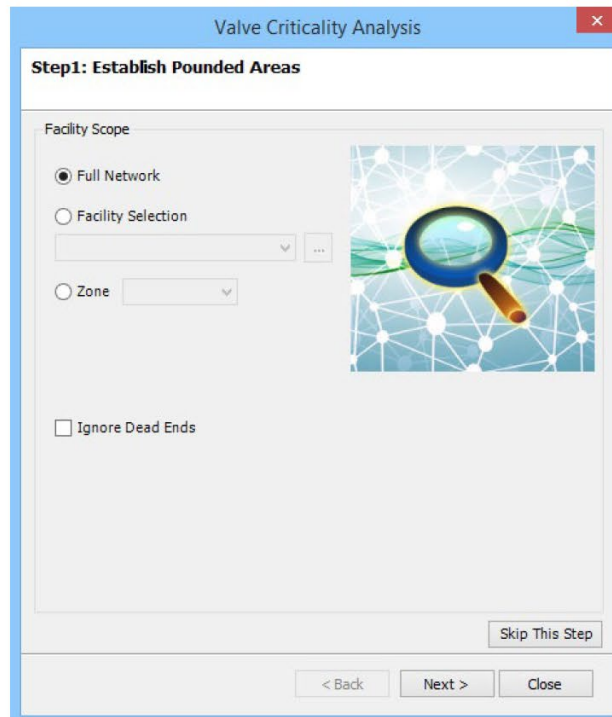 Valve Criticality Analysis
Step1: Establish Pounded Areas
Facility Scope
Full Network
Facility Selection
...
Zone
Ignore Dead Ends
Skip This Step
< Back Next > Close